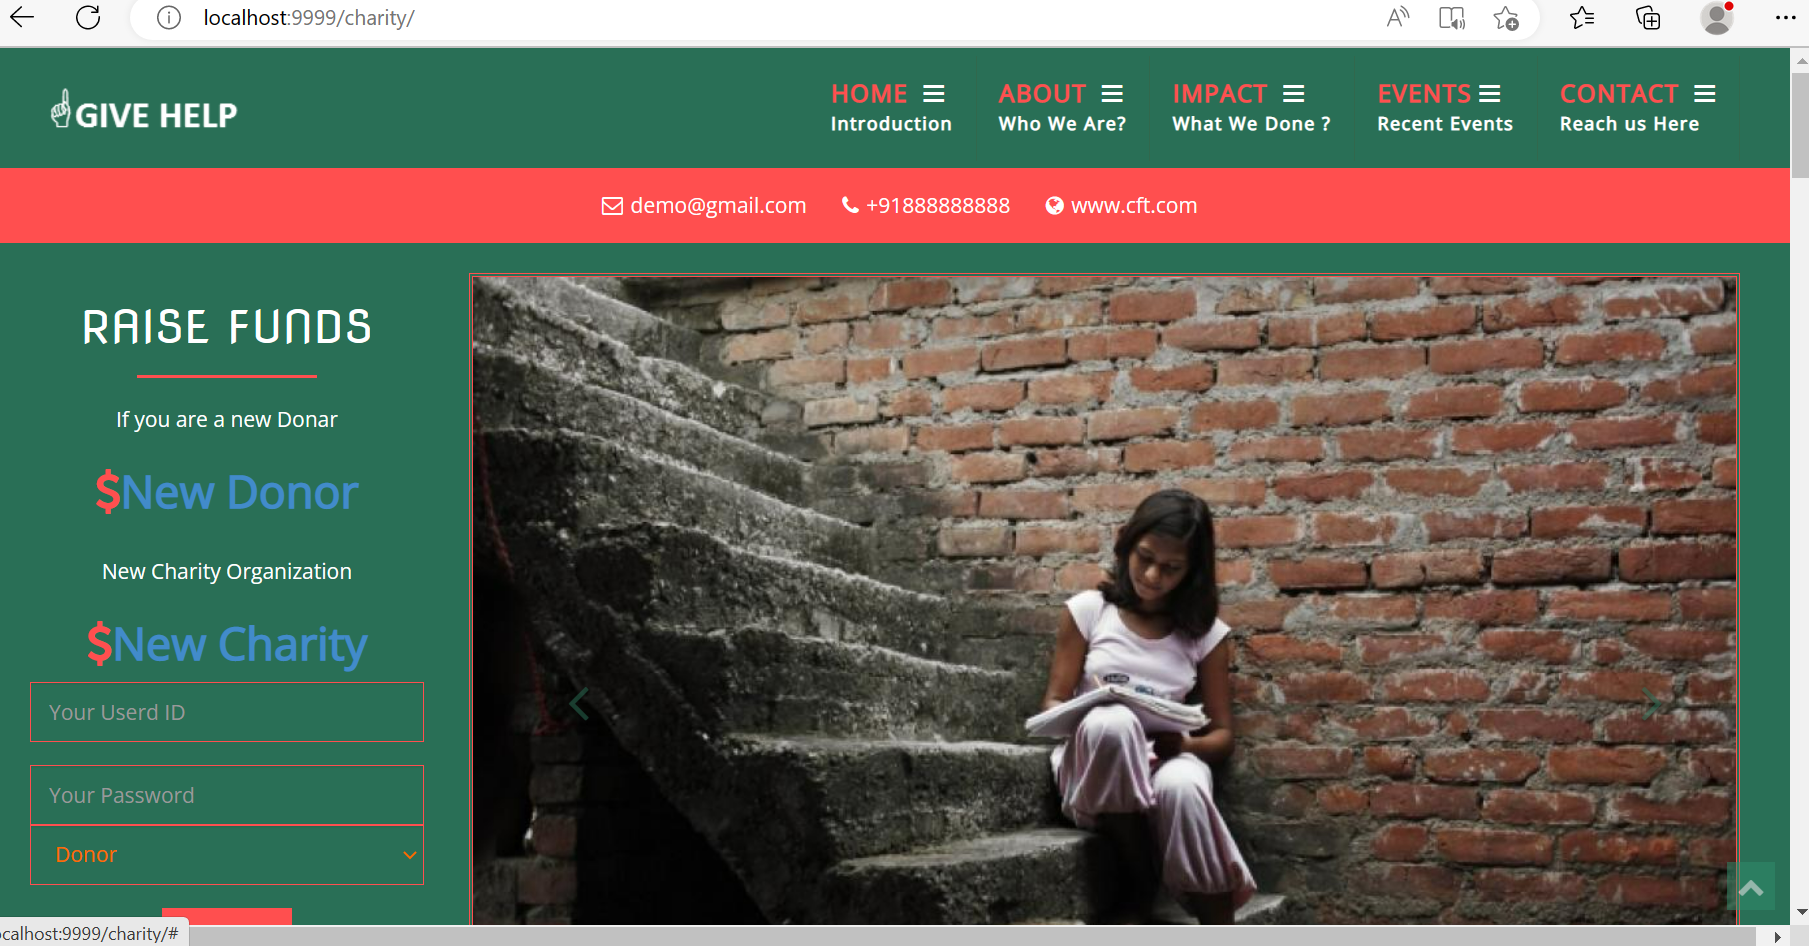 localhost:9999/charity/
GIVE HELP
HOME
Introduction
ABOUT
Who We Are?
IMPACT
What We Done ?
EVENTS
Recent Events
CONTACT
Reach us Here
demo@gmail.com +91888888888 www.cft.com
RAISE FUNDS
If you are a new Donar
$New Donor
New Charity Organization
$New Charity
Your Userd ID
Your Password
Donor
ocalhost:9999/charity/#